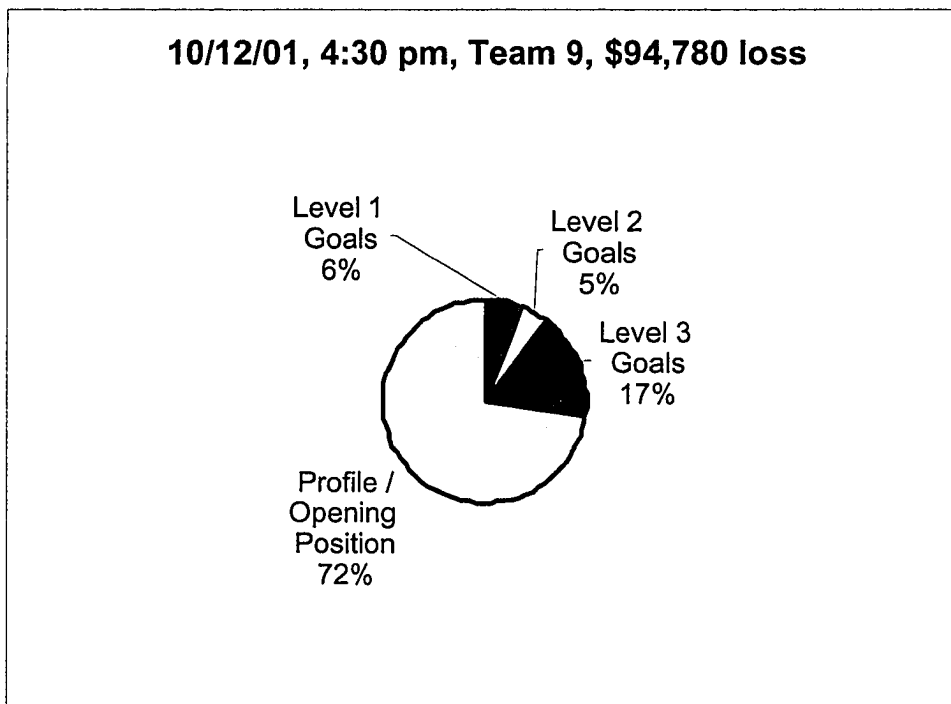 10/12/01, 4:30 pm, Team 9, $94,780 loss
Level 1
Goals
6%
Level 2
Goals
5%
Level 3
Goals
17%
Profile /
Opening
Position
72%